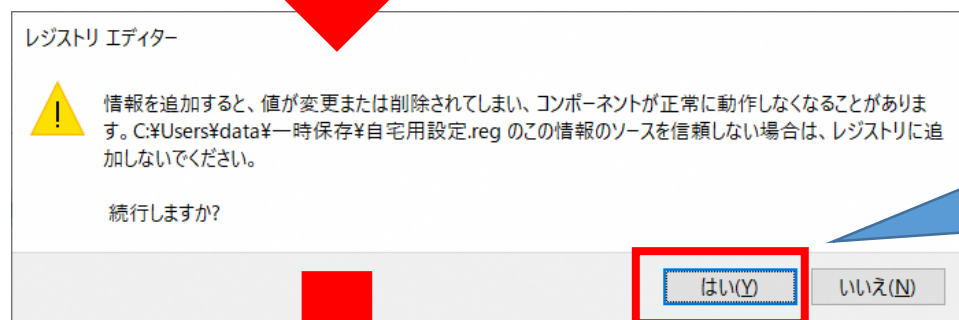 レジストリ エディター
!
情報を追加すると、値が変更または削除されてしまい、コンポーネントが正常に動作しなくなることがありま
す。C:¥Users¥data¥一時保存¥自宅用設定.reg のこの情報のソースを信頼しない場合は、レジストリに追
加しないでください。
続行しますか?
はい(Y) いいえ(N)